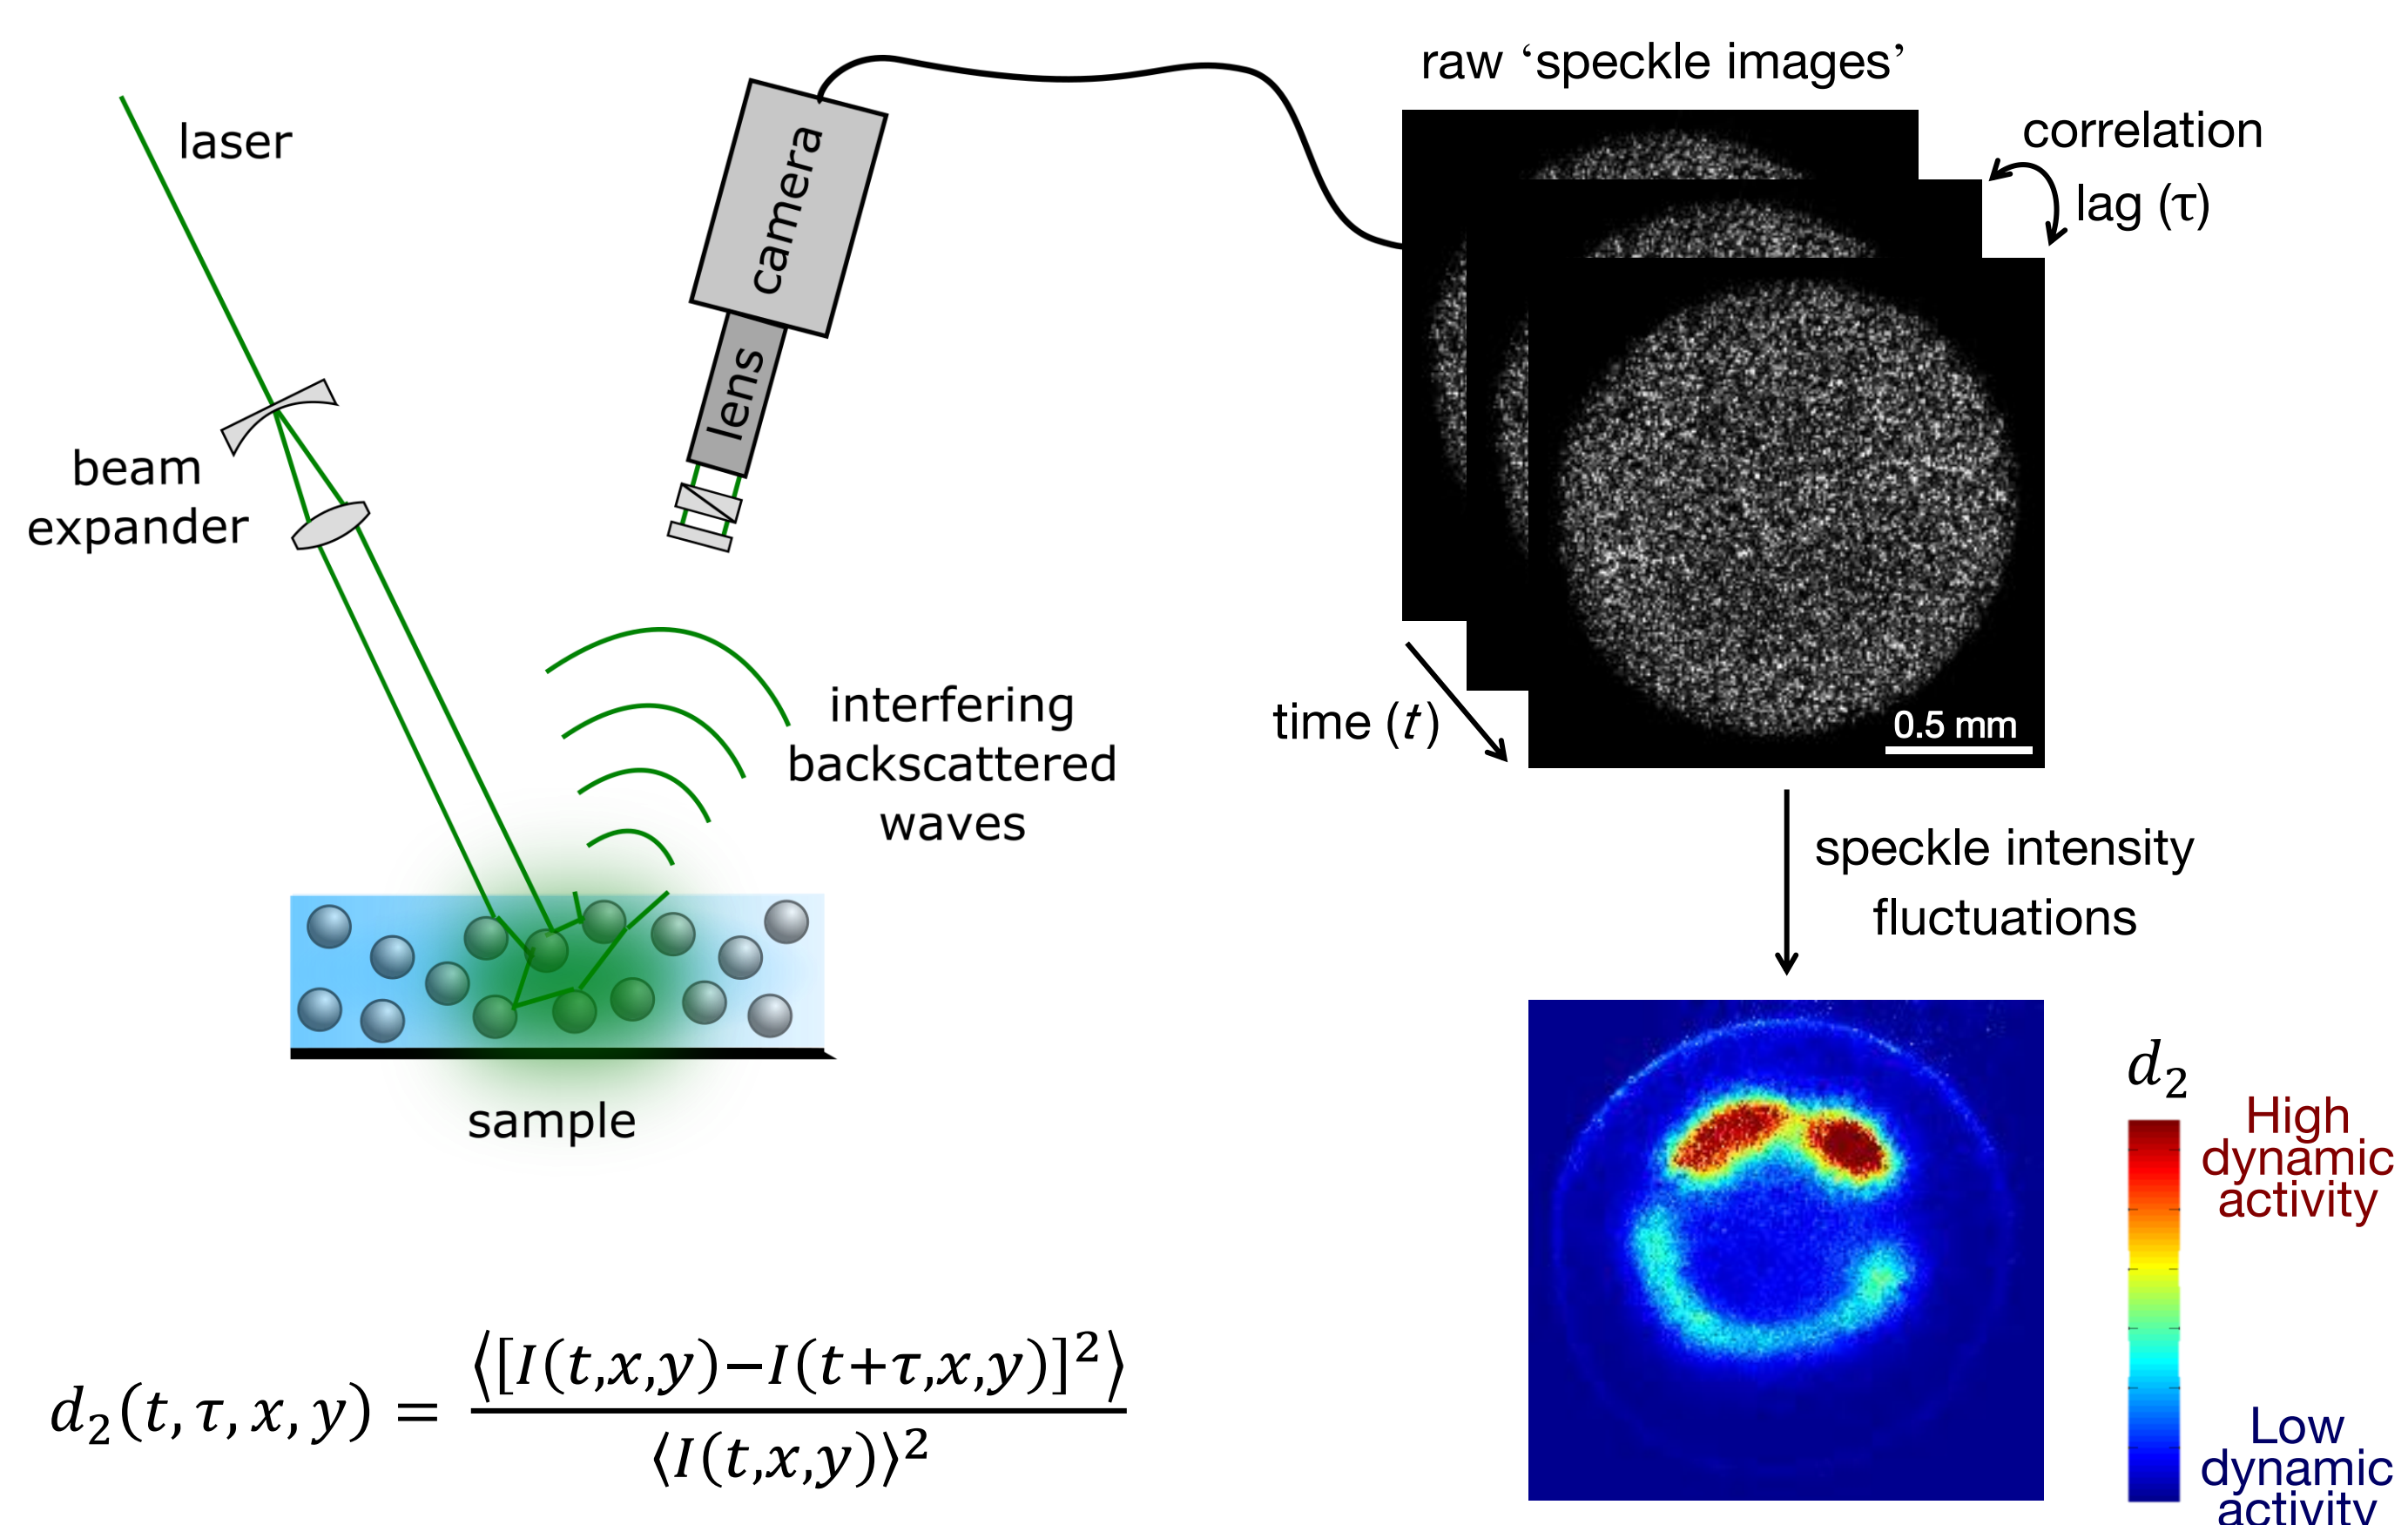 laser
beam
expander
camera
lens
interfering
backscattered
waves
sample
raw ‘speckle images’
correlation
lag (τ)
time (t)
0.5 mm
speckle intensity
fluctuations
d₂
High
dynamic
activity
Low
dynamic
activity
d₂(t, τ, x, y) = ⟨[I(t,x,y)−I(t+τ,x,y)]²⟩ / ⟨I(t,x,y)⟩²